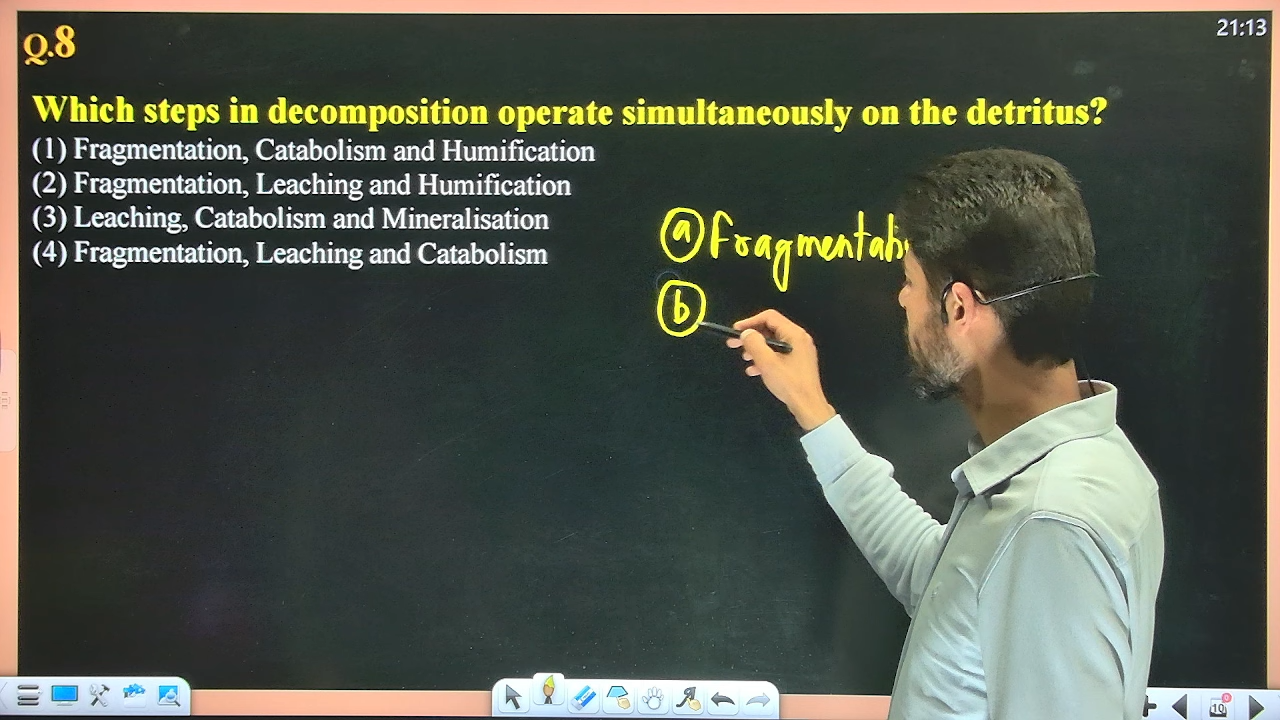 Q.8
21:13
Which steps in decomposition operate simultaneously on the detritus?
(1) Fragmentation, Catabolism and Humification
(2) Fragmentation, Leaching and Humification
(3) Leaching, Catabolism and Mineralisation
(4) Fragmentation, Leaching and Catabolism
a
b
10